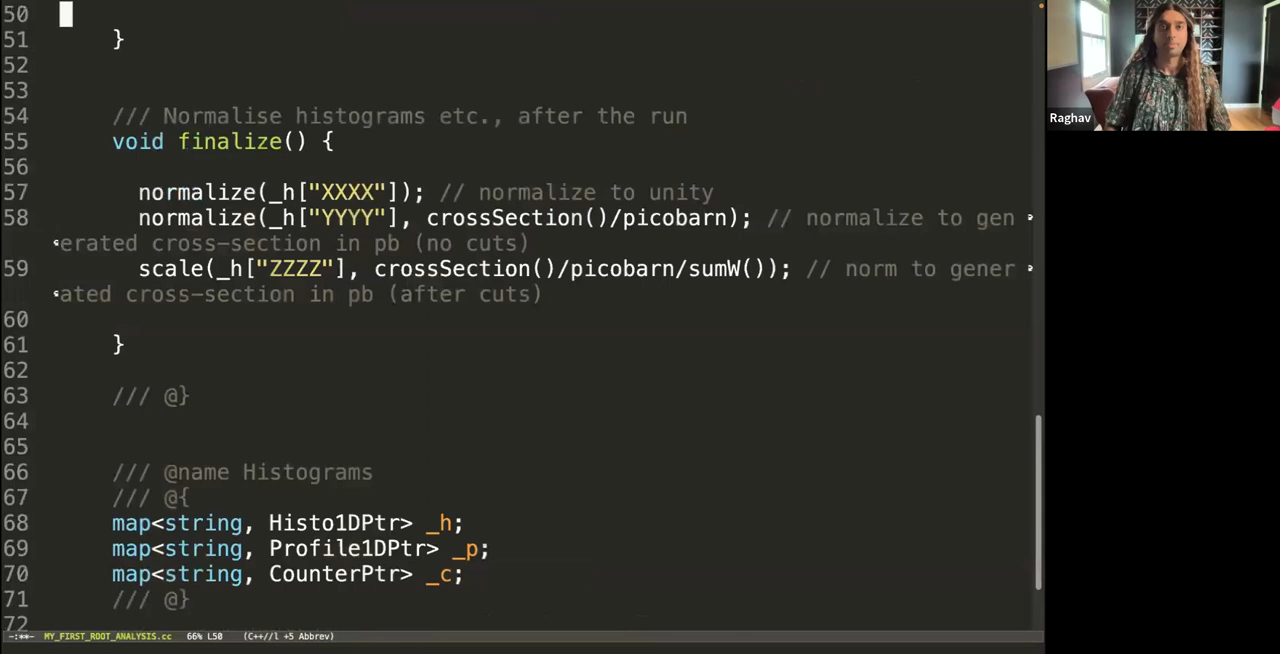 50
51 }
52
53
54 /// Normalise histograms etc., after the run
55 void finalize() {
56
57 normalize(_h["XXXX"]); // normalize to unity
58 normalize(_h["YYYY"], crossSection()/picobarn); // normalize to gen
erated cross-section in pb (no cuts)
59 scale(_h["ZZZZ"], crossSection()/picobarn/sumW()); // norm to gener
ated cross-section in pb (after cuts)
60
61 }
62
63 /// @}
64
65
66 /// @name Histograms
67 /// @{
68 map<string, Histo1DPtr> _h;
69 map<string, Profile1DPtr> _p;
70 map<string, CounterPtr> _c;
71 /// @}
72
-:**- MY_FIRST_ROOT_ANALYSIS.cc 66% L50 (C++//l +5 Abbrev)
Raghav